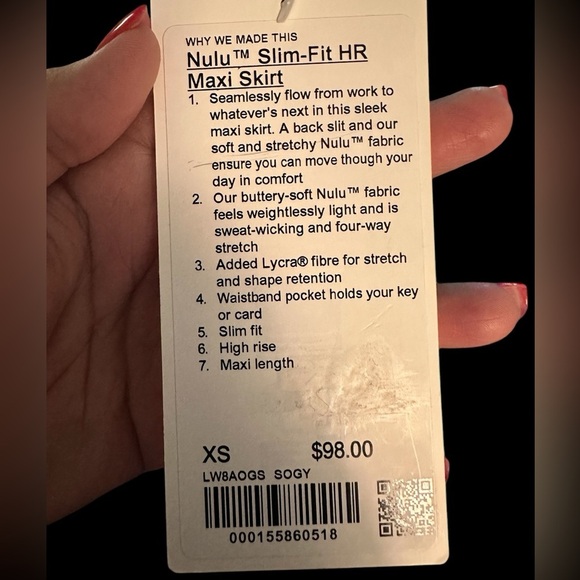 WHY WE MADE THIS
Nulu™ Slim-Fit HR
Maxi Skirt
1. Seamlessly flow from work to
whatever's next in this sleek
maxi skirt. A back slit and our
soft and stretchy Nulu™ fabric
ensure you can move though your
day in comfort
2. Our buttery-soft Nulu™ fabric
feels weightlessly light and is
sweat-wicking and four-way
stretch
3. Added Lycra® fibre for stretch
and shape retention
4. Waistband pocket holds your key
or card
5. Slim fit
6. High rise
7. Maxi length
XS $98.00
LW8AOGS SOGY
000155860518